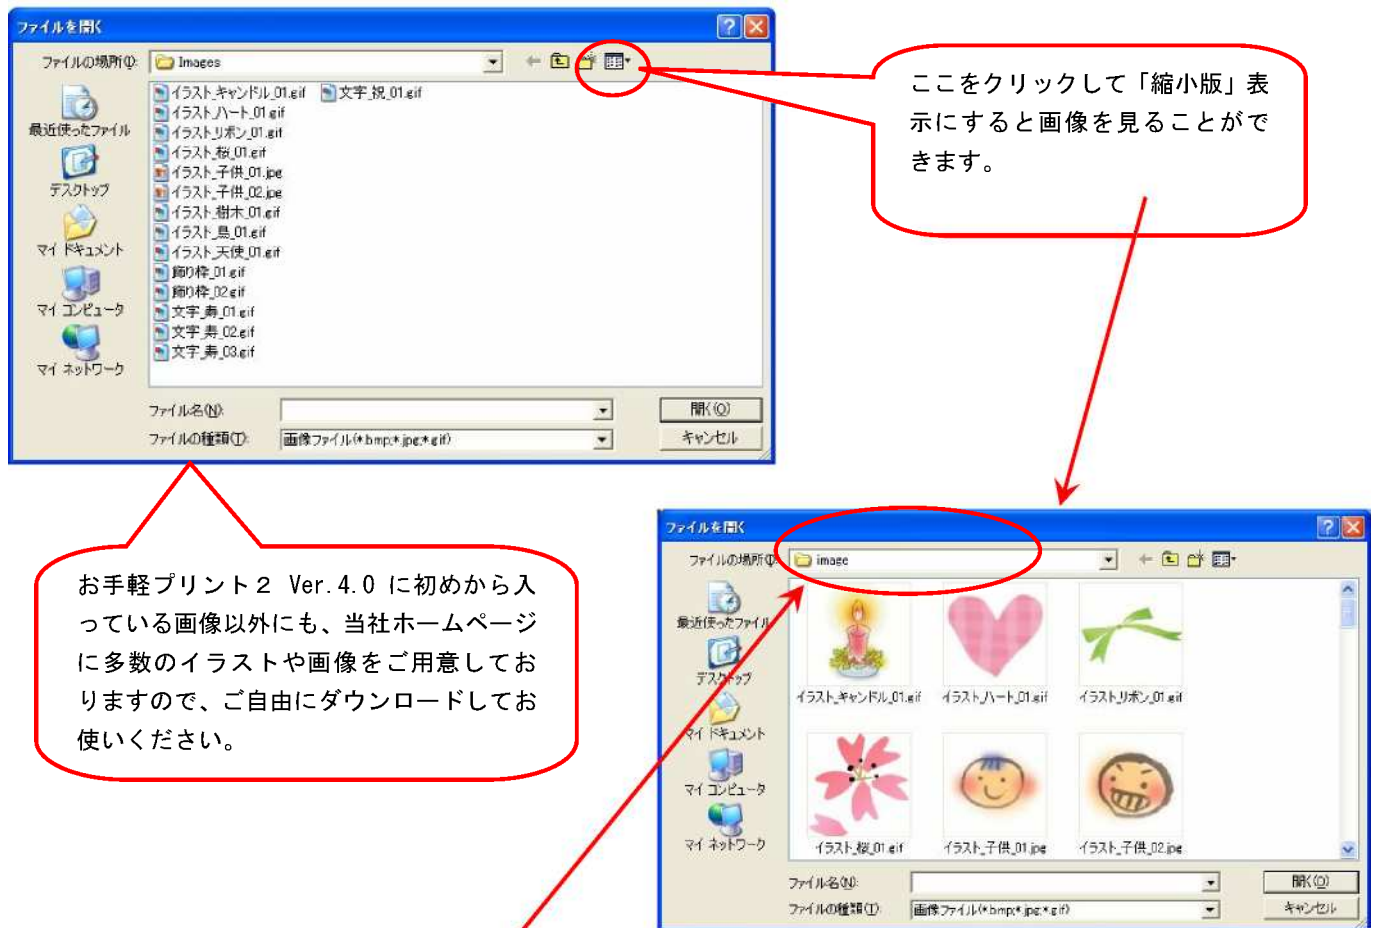 ファイルを開く
ファイルの場所(I):
Images
最近使ったファイル
デスクトップ
マイ ドキュメント
マイ コンピュータ
マイ ネットワーク
イラスト_キャンドル_01.gif
イラスト_ハート_01.gif
イラスト_リボン_01.gif
イラスト_桜_01.gif
イラスト_子供_01.jpg
イラスト_子供_02.jpg
イラスト_樹木_01.gif
イラスト_鳥_01.gif
イラスト_天使_01.gif
飾り枠_01.gif
飾り枠_02.gif
文字_寿_01.gif
文字_寿_02.gif
文字_寿_03.gif
文字_祝_01.gif
ファイル名(N):
開く(O)
ファイルの種類(T):
画像ファイル(*.bmp;*.jpg;*.gif)
キャンセル
ここをクリックして「縮小版」表
示にすると画像を見ることがで
きます。
お手軽プリント２ Ver.4.0 に初めから入
っている画像以外にも、当社ホームページ
に多数のイラストや画像をご用意してお
りますので、ご自由にダウンロードしてお
使いください。
ファイルを開く
ファイルの場所(I):
image
最近使ったファイル
デスクトップ
マイ ドキュメント
マイ コンピュータ
マイ ネットワーク
イラスト_キャンドル_01.gif
イラスト_ハート_01.gif
イラスト_リボン_01.gif
イラスト_桜_01.gif
イラスト_子供_01.jpg
イラスト_子供_02.jpg
ファイル名(N):
開く(O)
ファイルの種類(T):
画像ファイル(*.bmp;*.jpg;*.gif)
キャンセル